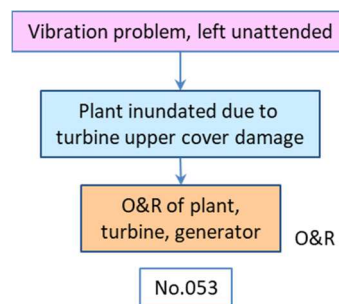 Vibration problem, left unattended
Plant inundated due to
turbine upper cover damage
O&R of plant,
turbine, generator
O&R
No.053